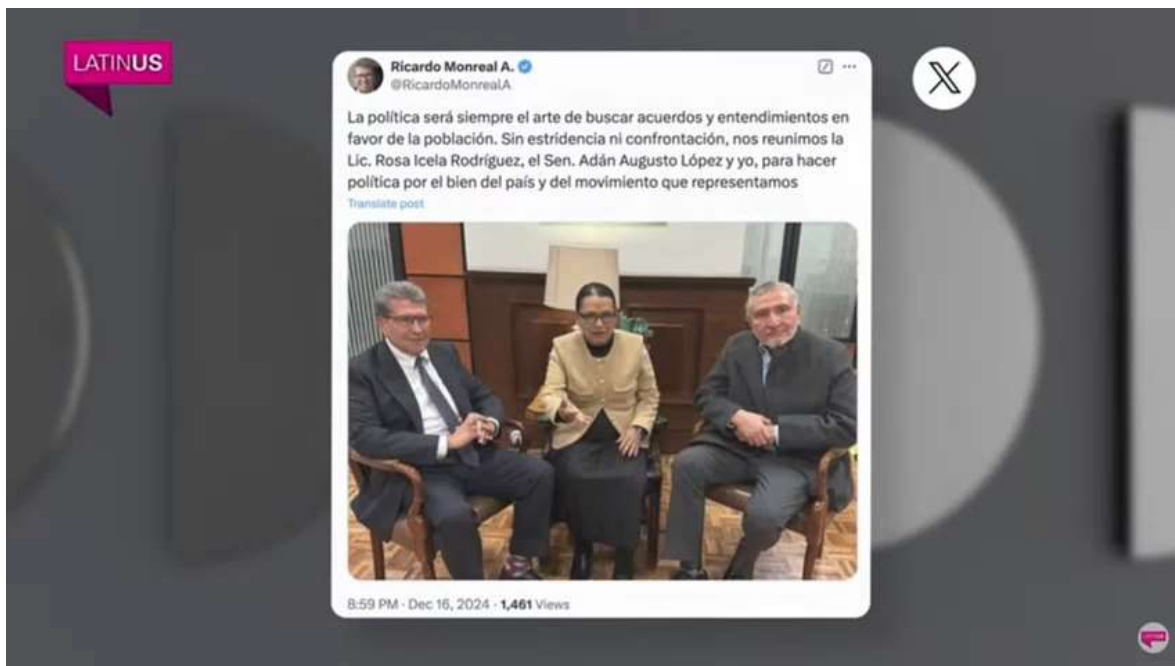 LATINUS
Ricardo Monreal A.
@RicardoMonrealA
La política será siempre el arte de buscar acuerdos y entendimientos en
favor de la población. Sin estridencia ni confrontación, nos reunimos la
Lic. Rosa Icela Rodríguez, el Sen. Adán Augusto López y yo, para hacer
política por el bien del país y del movimiento que representamos
Translate post
8:59 PM · Dec 16, 2024 · 1,461 Views